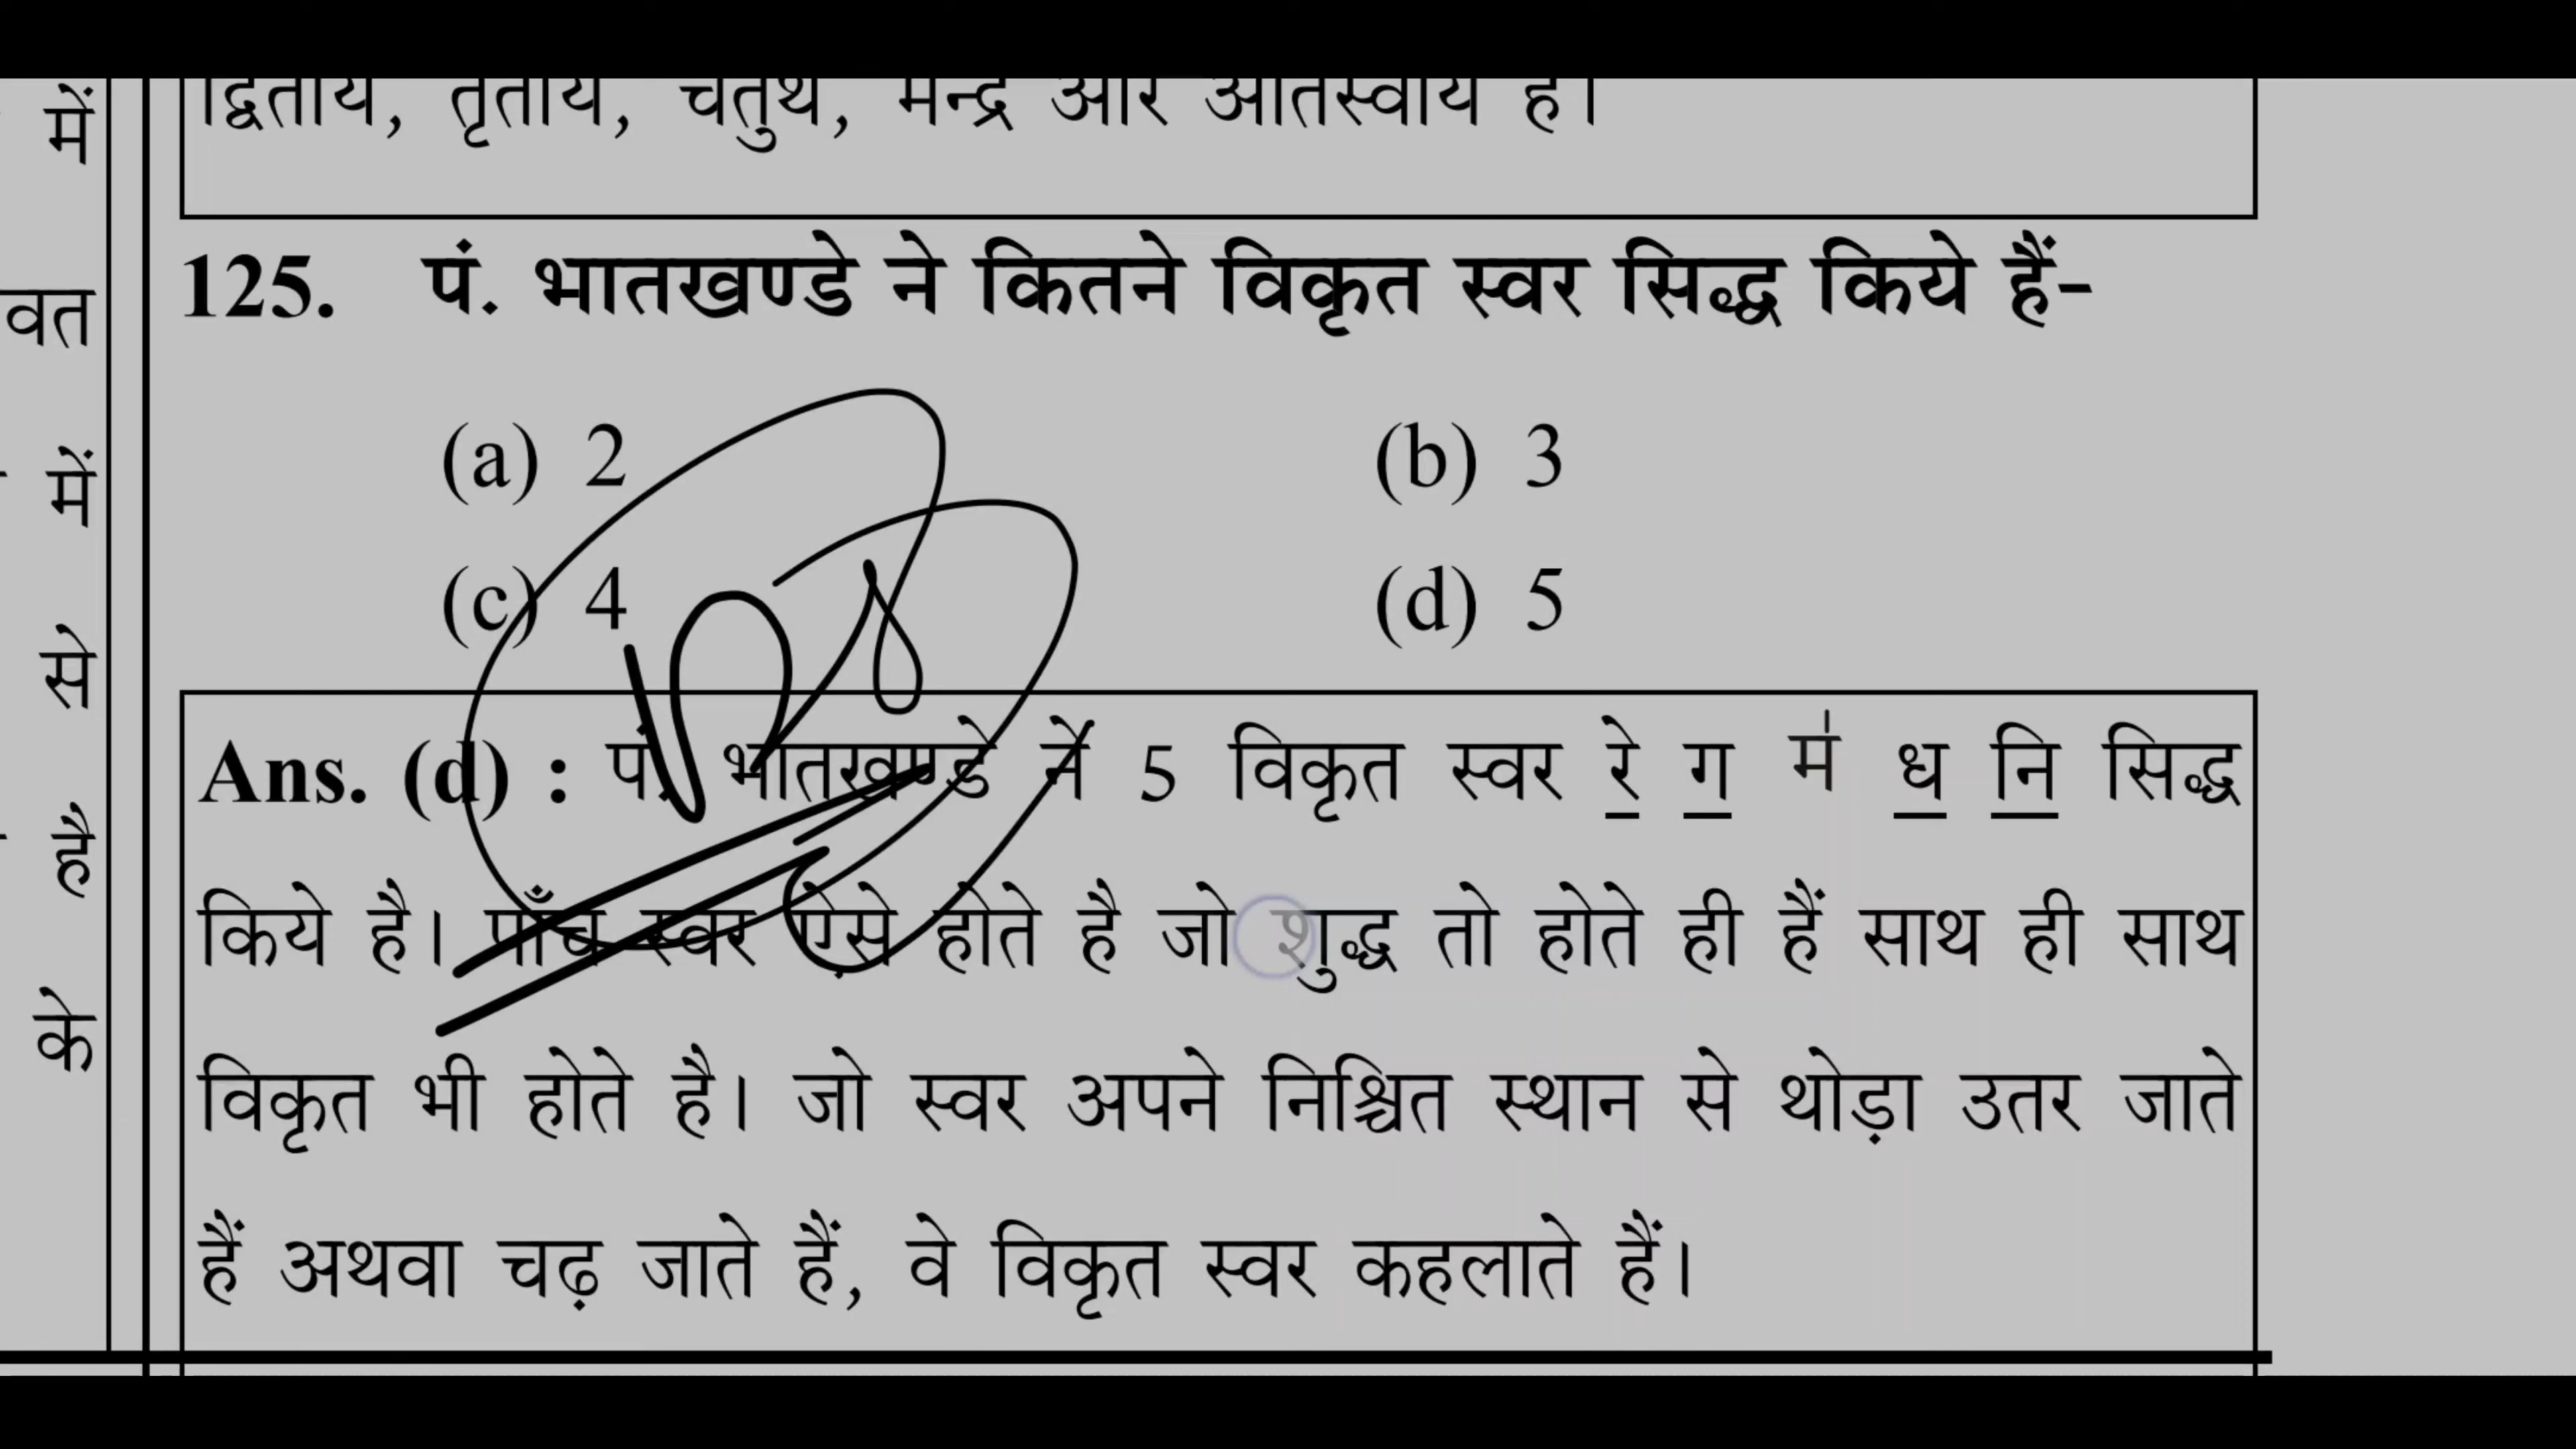 में
द्वितीय, तृतीय, चतुर्थ, मन्द्र और अतिस्वार्य है।
वत
में
से
है
के
125. पं. भातखण्डे ने कितने विकृत स्वर सिद्ध किये हैं-
(a) 2 (b) 3
(c) 4 (d) 5
Ans. (d) : पं. भातखण्डे ने 5 विकृत स्वर रे ग म॑ ध नि सिद्ध
किये है। पाँच स्वर ऐसे होते है जो शुद्ध तो होते ही हैं साथ ही साथ
विकृत भी होते है। जो स्वर अपने निश्चित स्थान से थोड़ा उतर जाते
हैं अथवा चढ़ जाते हैं, वे विकृत स्वर कहलाते हैं।